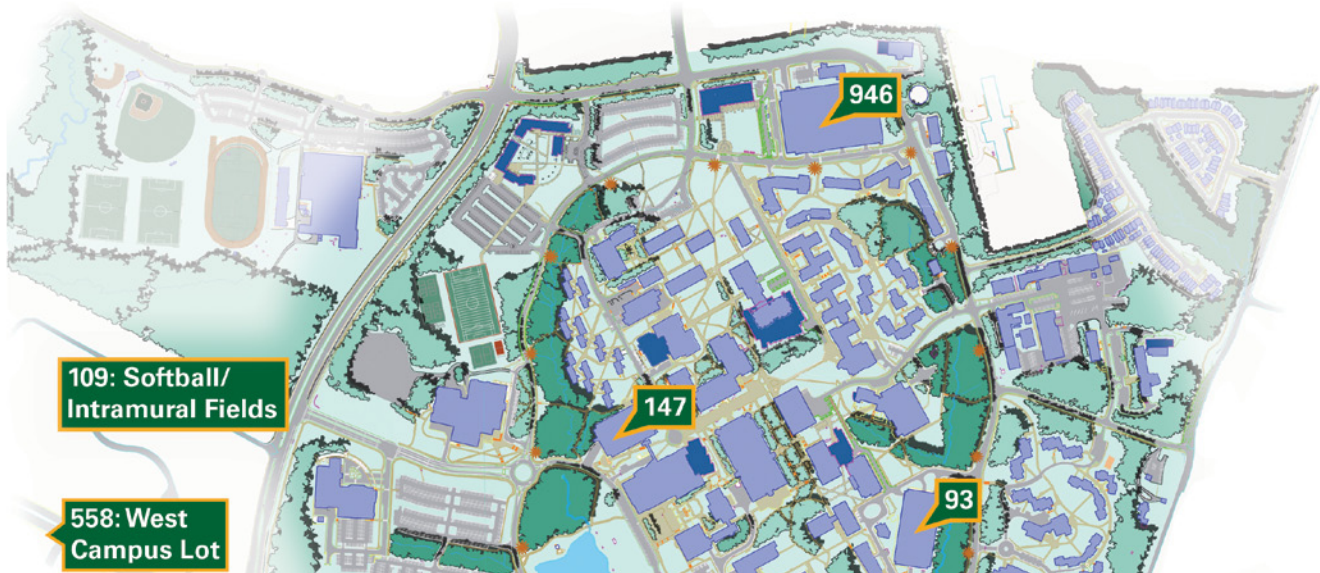 946
109: Softball/
Intramural Fields
147
558: West
Campus Lot
93